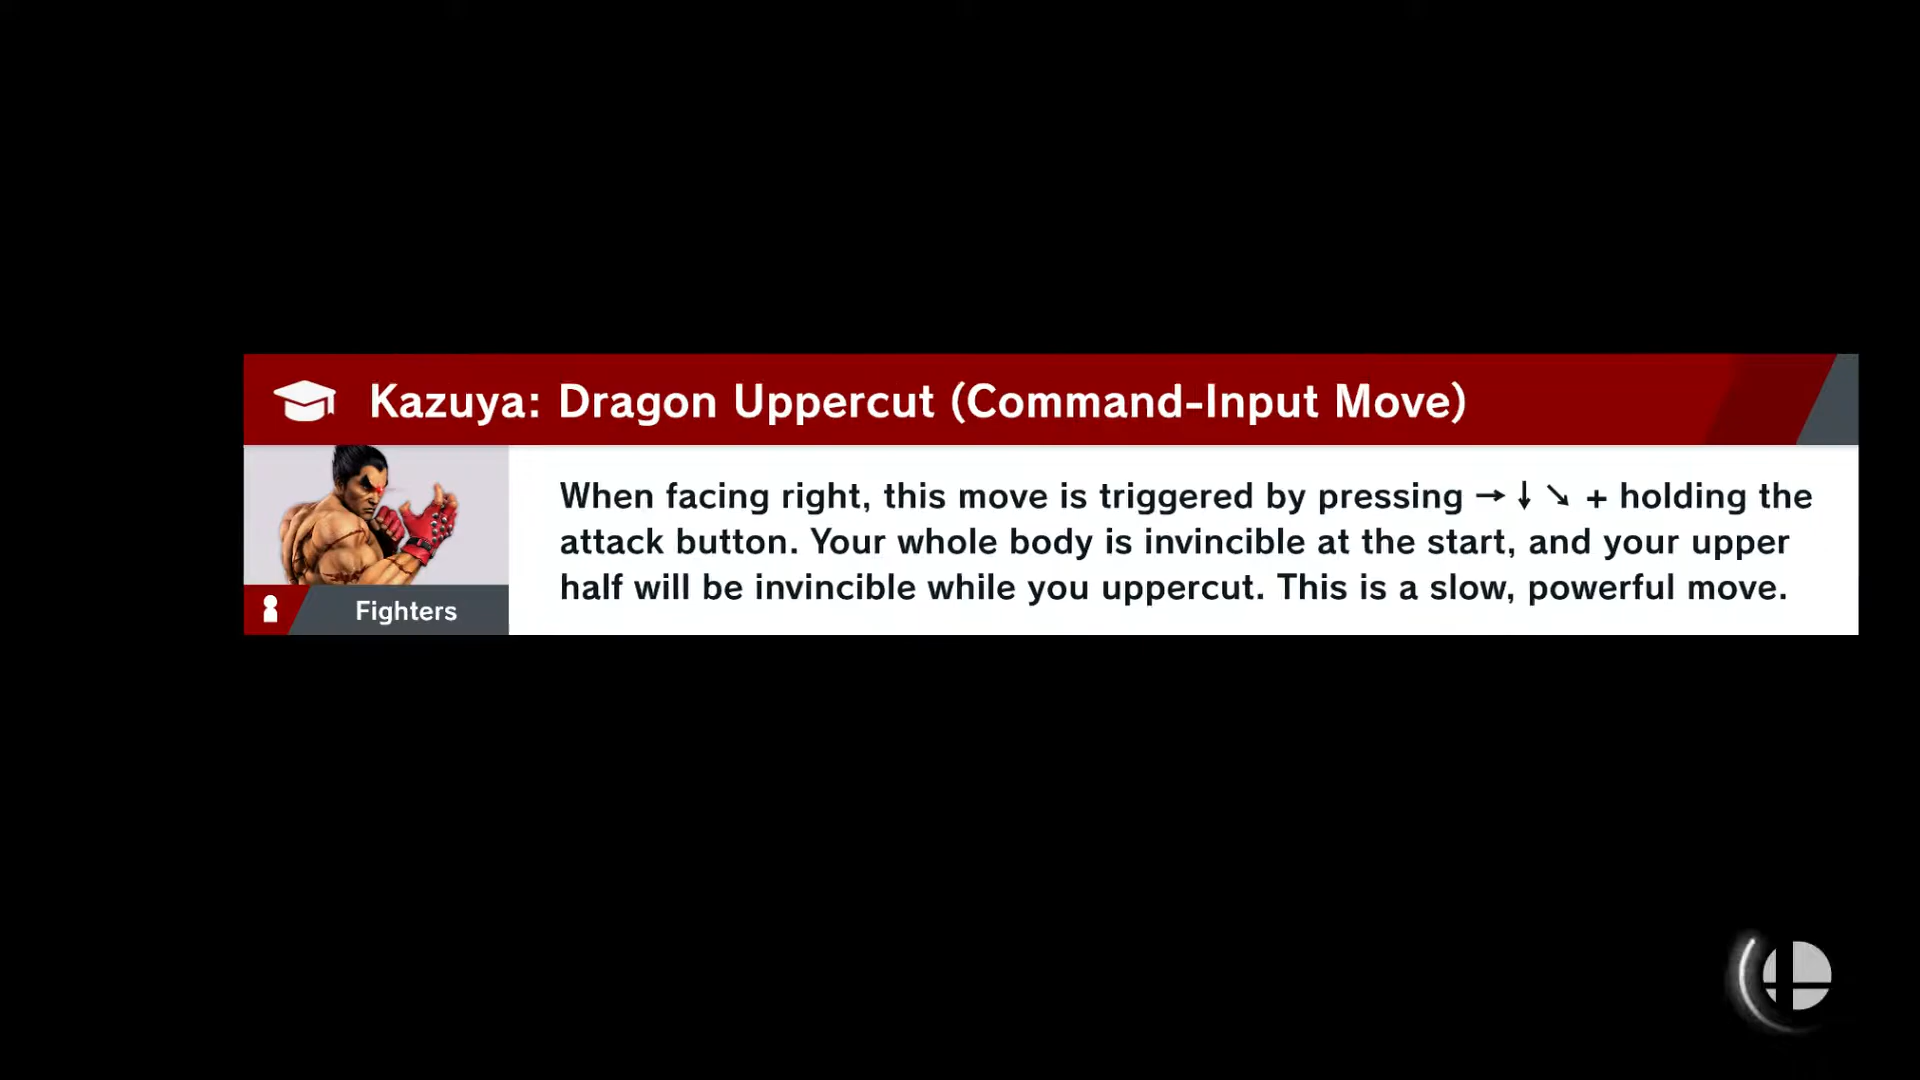 Kazuya: Dragon Uppercut (Command-Input Move)
When facing right, this move is triggered by pressing →↓↘ + holding the
attack button. Your whole body is invincible at the start, and your upper
half will be invincible while you uppercut. This is a slow, powerful move.
Fighters